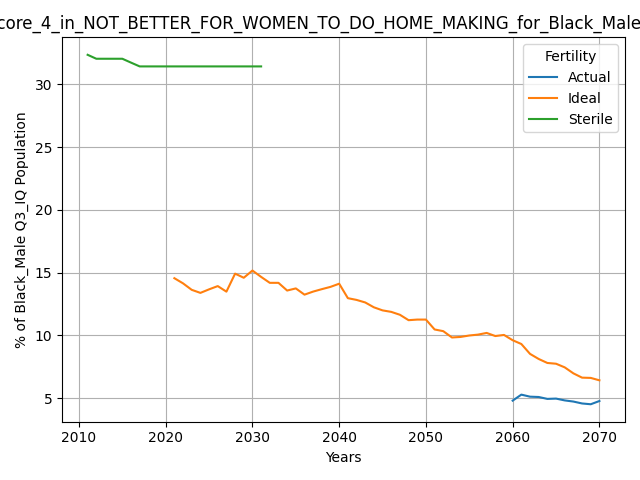 core_4_in_NOT_BETTER_FOR_WOMEN_TO_DO_HOME_MAKING_for_Black_Male
% of Black_Male Q3_IQ Population
30
25
20
15
10
5
Fertility
Actual
Ideal
Sterile
2010 2020 2030 2040 2050 2060 2070
Years